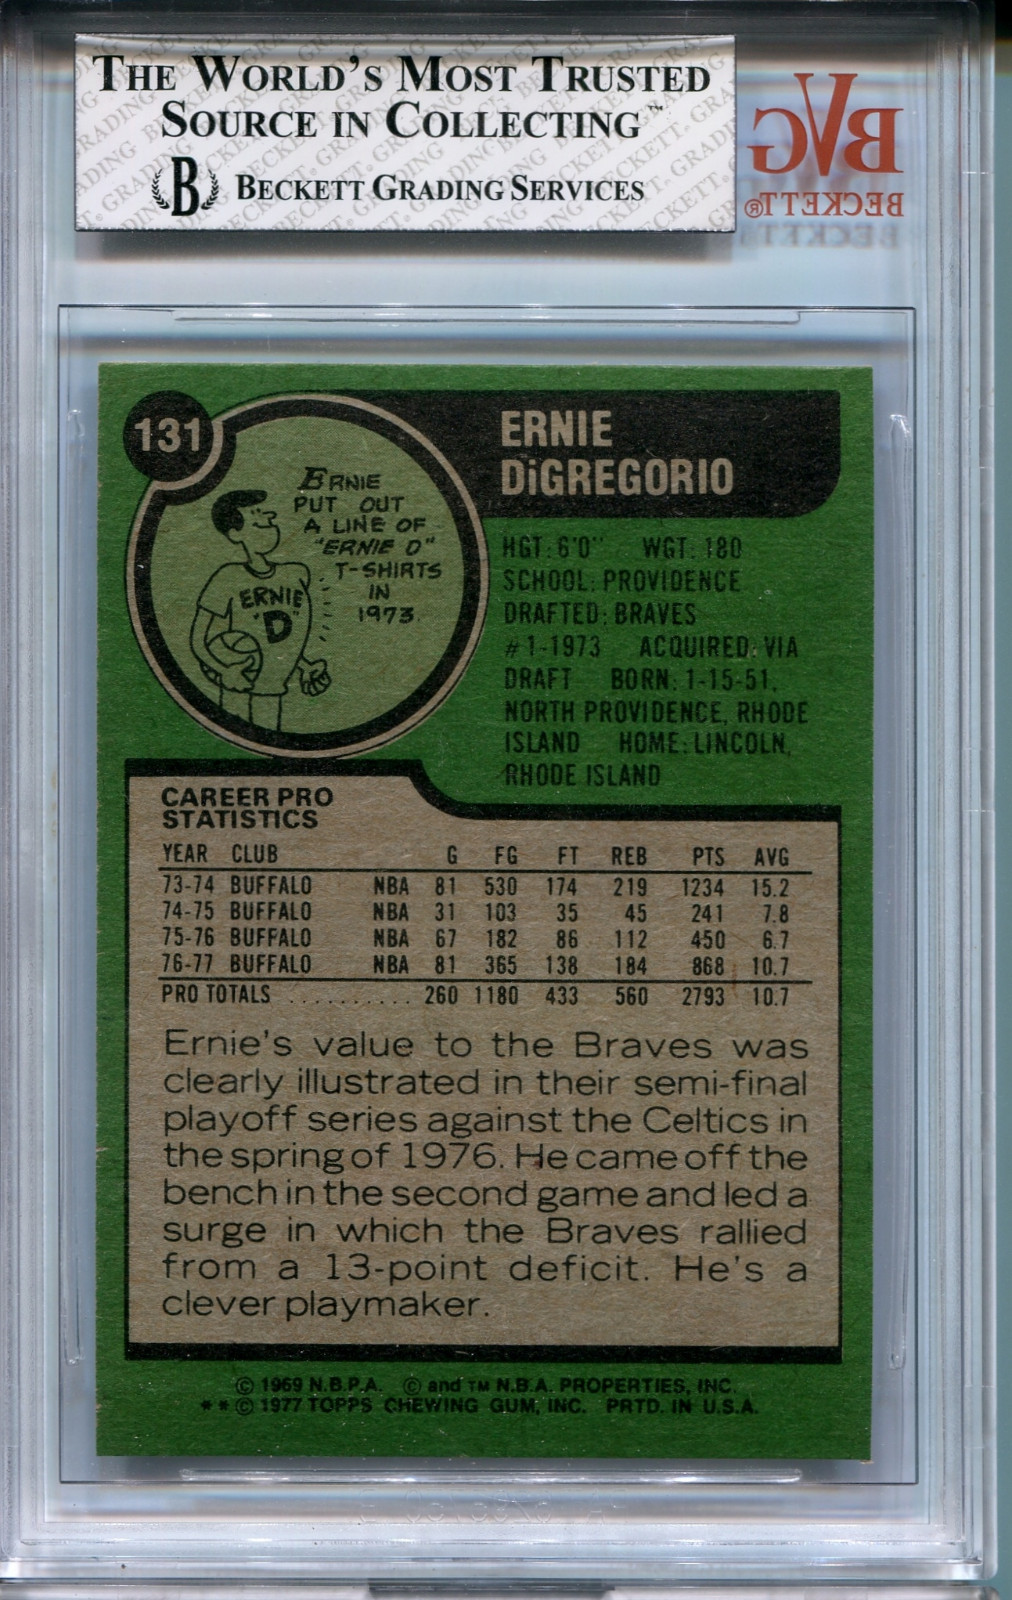 THE WORLD'S MOST TRUSTED
SOURCE IN COLLECTING™
B BECKETT GRADING SERVICES
BVG
BECKETT®
131
ERNIE
DiGREGORIO
ERNIE
PUT OUT
A LINE OF
"ERNIE D"
T-SHIRTS
IN
1973.
ERNIE
"D"
HGT: 6'0" WGT: 180
SCHOOL: PROVIDENCE
DRAFTED: BRAVES
#1-1973 ACQUIRED: VIA
DRAFT BORN: 1-15-51,
NORTH PROVIDENCE, RHODE
ISLAND HOME: LINCOLN,
RHODE ISLAND
CAREER PRO
STATISTICS
YEAR CLUB G FG FT REB PTS AVG
73-74 BUFFALO NBA 81 530 174 219 1234 15.2
74-75 BUFFALO NBA 31 103 35 45 241 7.8
75-76 BUFFALO NBA 67 182 86 112 450 6.7
76-77 BUFFALO NBA 81 365 138 184 868 10.7
PRO TOTALS .......... 260 1180 433 560 2793 10.7
Ernie's value to the Braves was
clearly illustrated in their semi-final
playoff series against the Celtics in
the spring of 1976. He came off the
bench in the second game and led a
surge in which the Braves rallied
from a 13-point deficit. He's a
clever playmaker.
© 1969 N.B.P.A. © and TM N.B.A. PROPERTIES, INC.
**© 1977 TOPPS CHEWING GUM, INC. PRTD. IN U.S.A.